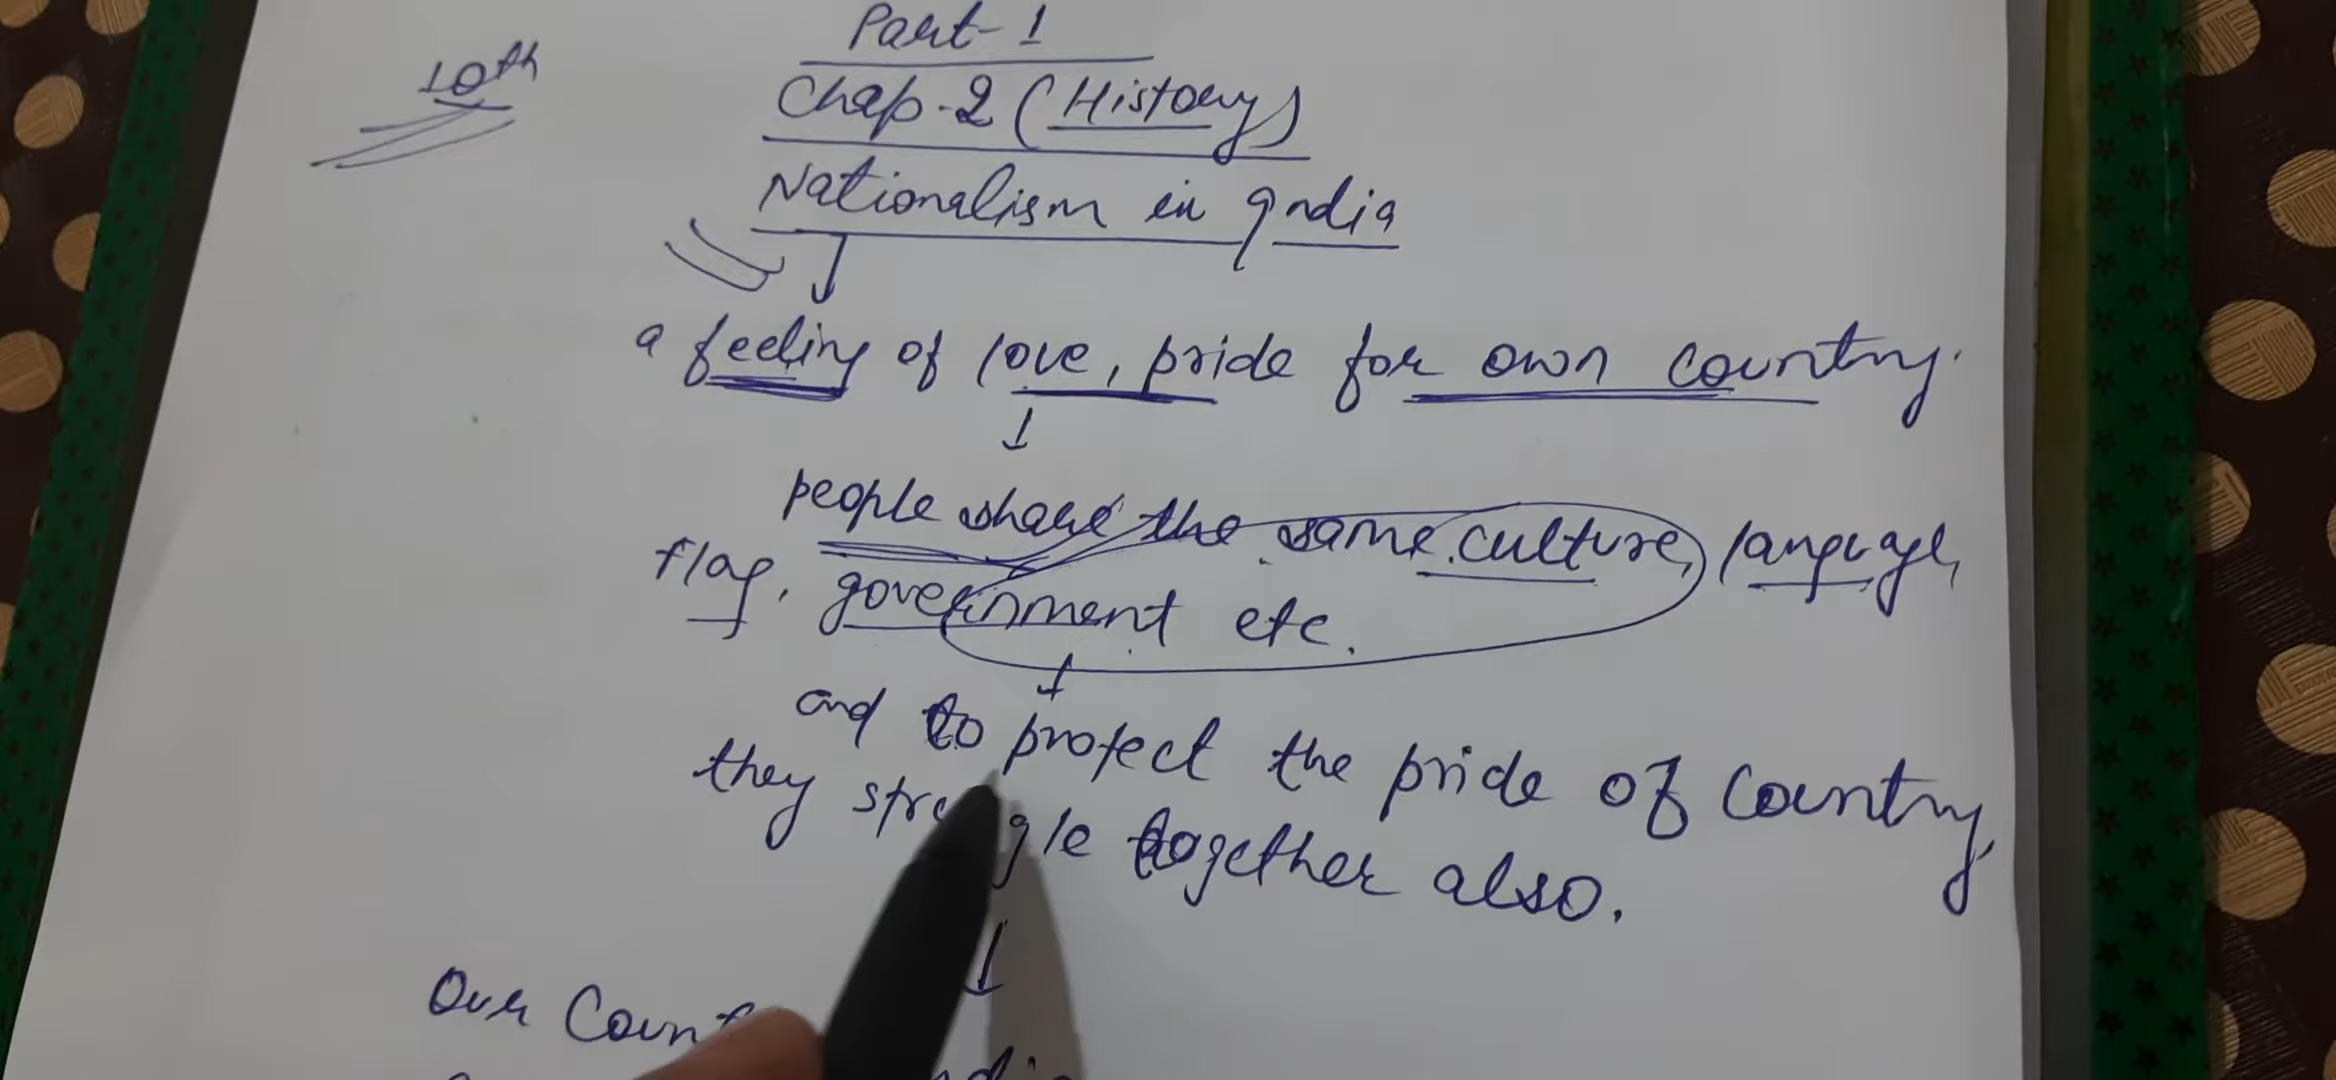 10th
Part-1
Chap-2 (History)
Nationalism in India
a feeling of love, pride for own country.
people share the same culture, language,
flag, government etc.
and to protect the pride of country,
they together also.
Our